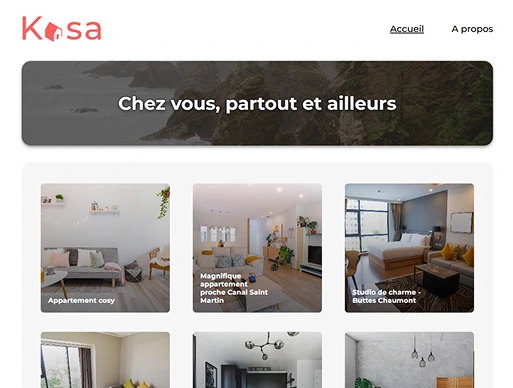 Kasa
Accueil
A propos
Chez vous, partout et ailleurs
Appartement cosy
Magnifique
appartement
proche Canal Saint
Martin
Studio de charme -
Buttes Chaumont